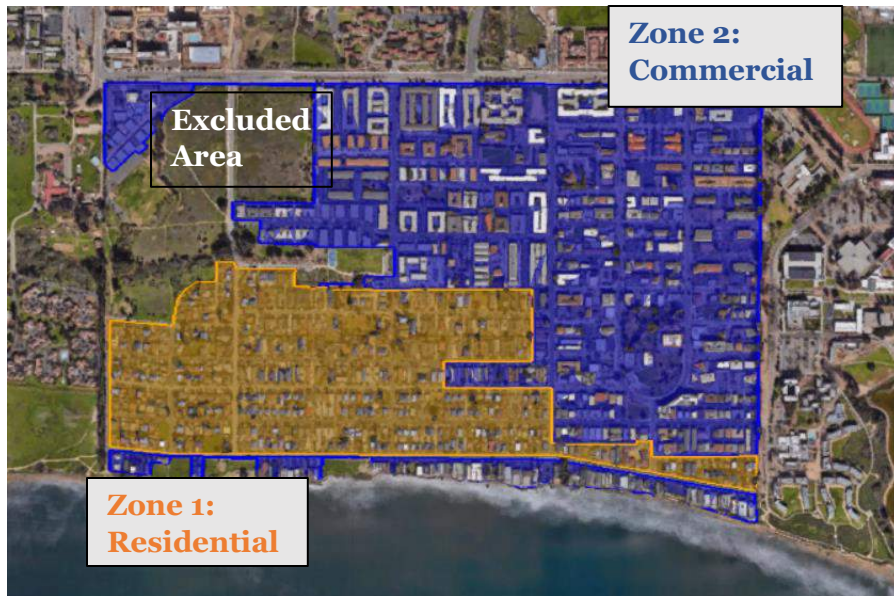 Zone 2:
Commercial
Excluded
Area
Zone 1:
Residential